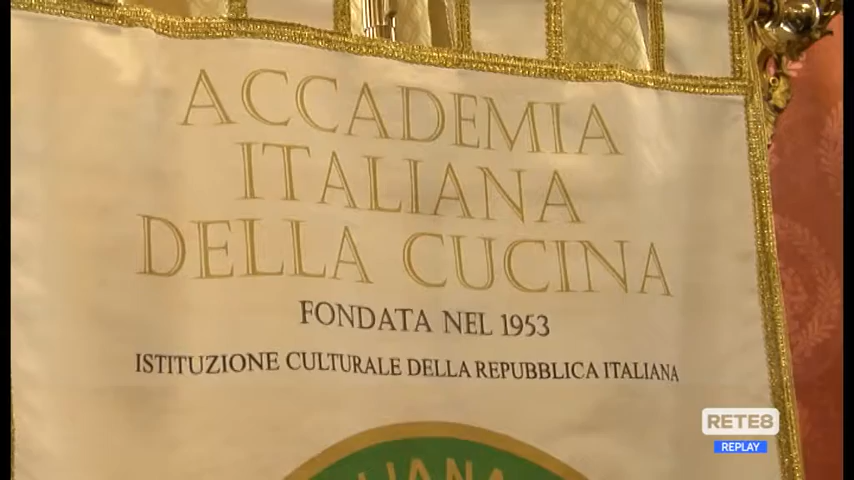 ACCADEMIA
ITALIANA
DELLA CUCINA
FONDATA NEL 1953
ISTITUZIONE CULTURALE DELLA REPUBBLICA ITALIANA
RETE8
REPLAY